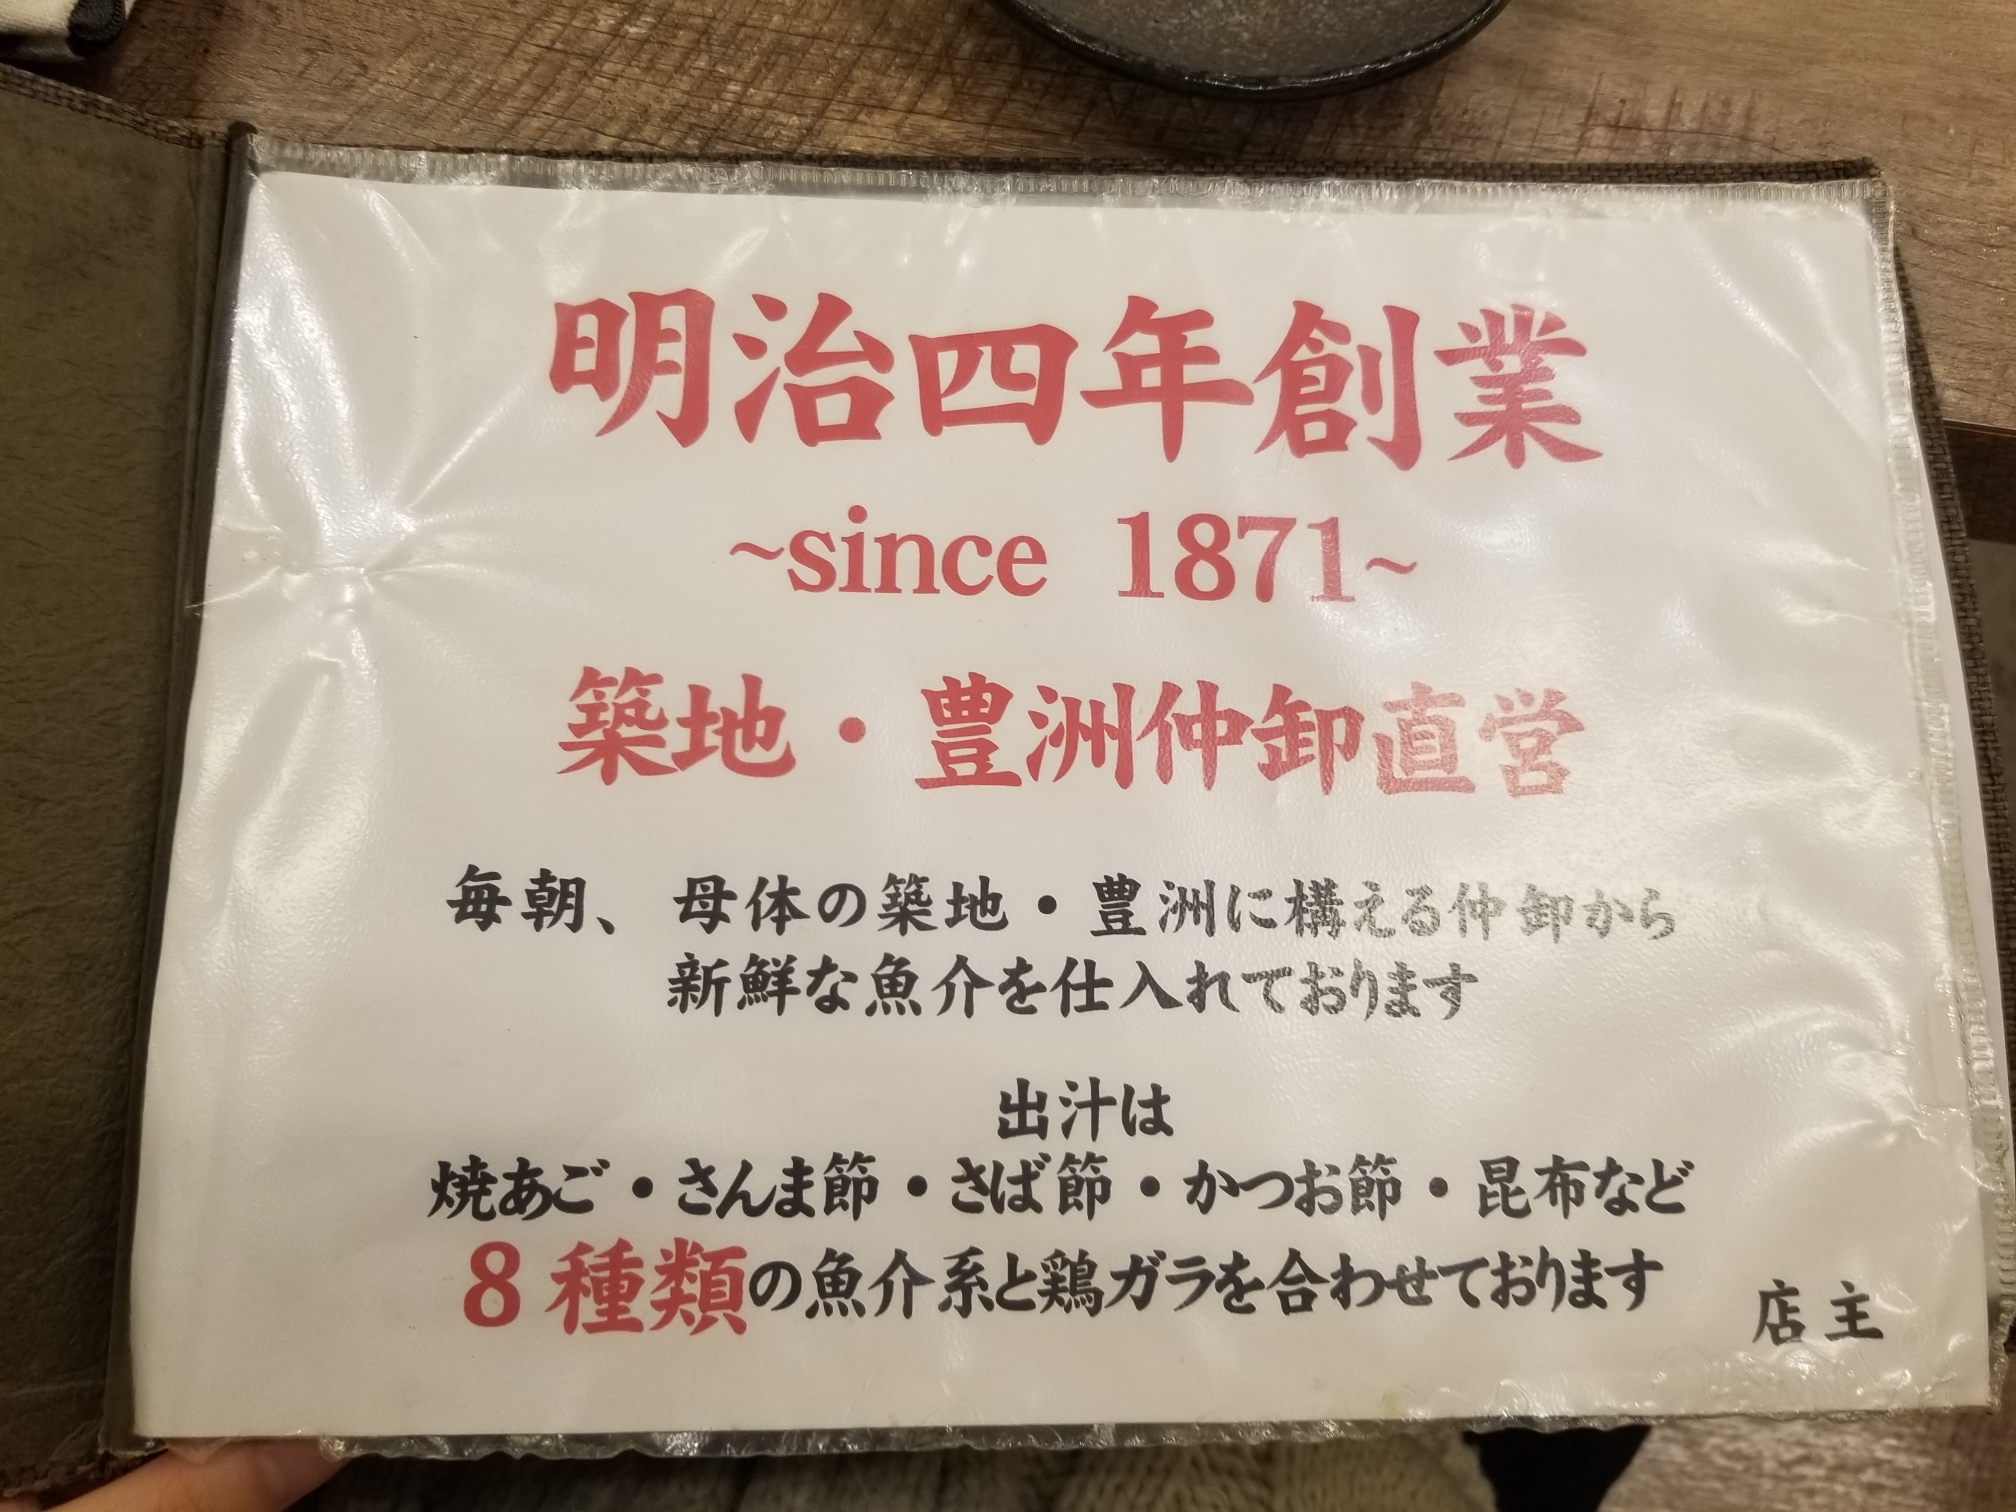 明治四年創業
~since 1871~
築地・豊洲仲卸直営
毎朝、母体の築地・豊洲に構える仲卸から
新鮮な魚介を仕入れております
出汁は
焼あご・さんま節・さば節・かつお節・昆布など
8種類の魚介系と鶏ガラを合わせております
店主